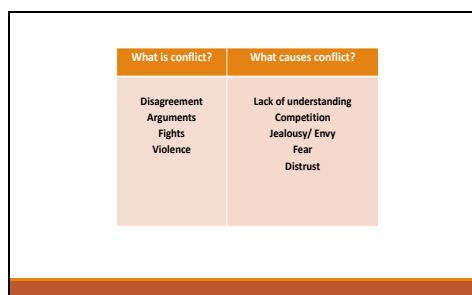 What is conflict?
What causes conflict?
Disagreement
Arguments
Fights
Violence
Lack of understanding
Competition
Jealousy/ Envy
Fear
Distrust